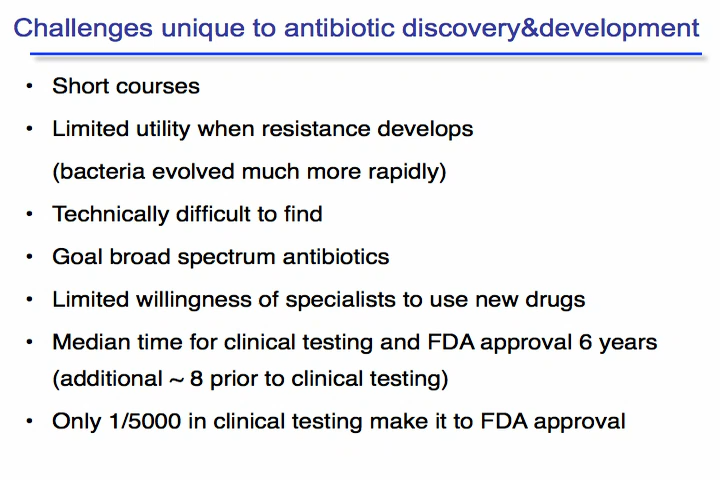 Challenges unique to antibiotic discovery&development
• Short courses
• Limited utility when resistance develops
(bacteria evolved much more rapidly)
• Technically difficult to find
• Goal broad spectrum antibiotics
• Limited willingness of specialists to use new drugs
• Median time for clinical testing and FDA approval 6 years
(additional ~ 8 prior to clinical testing)
• Only 1/5000 in clinical testing make it to FDA approval